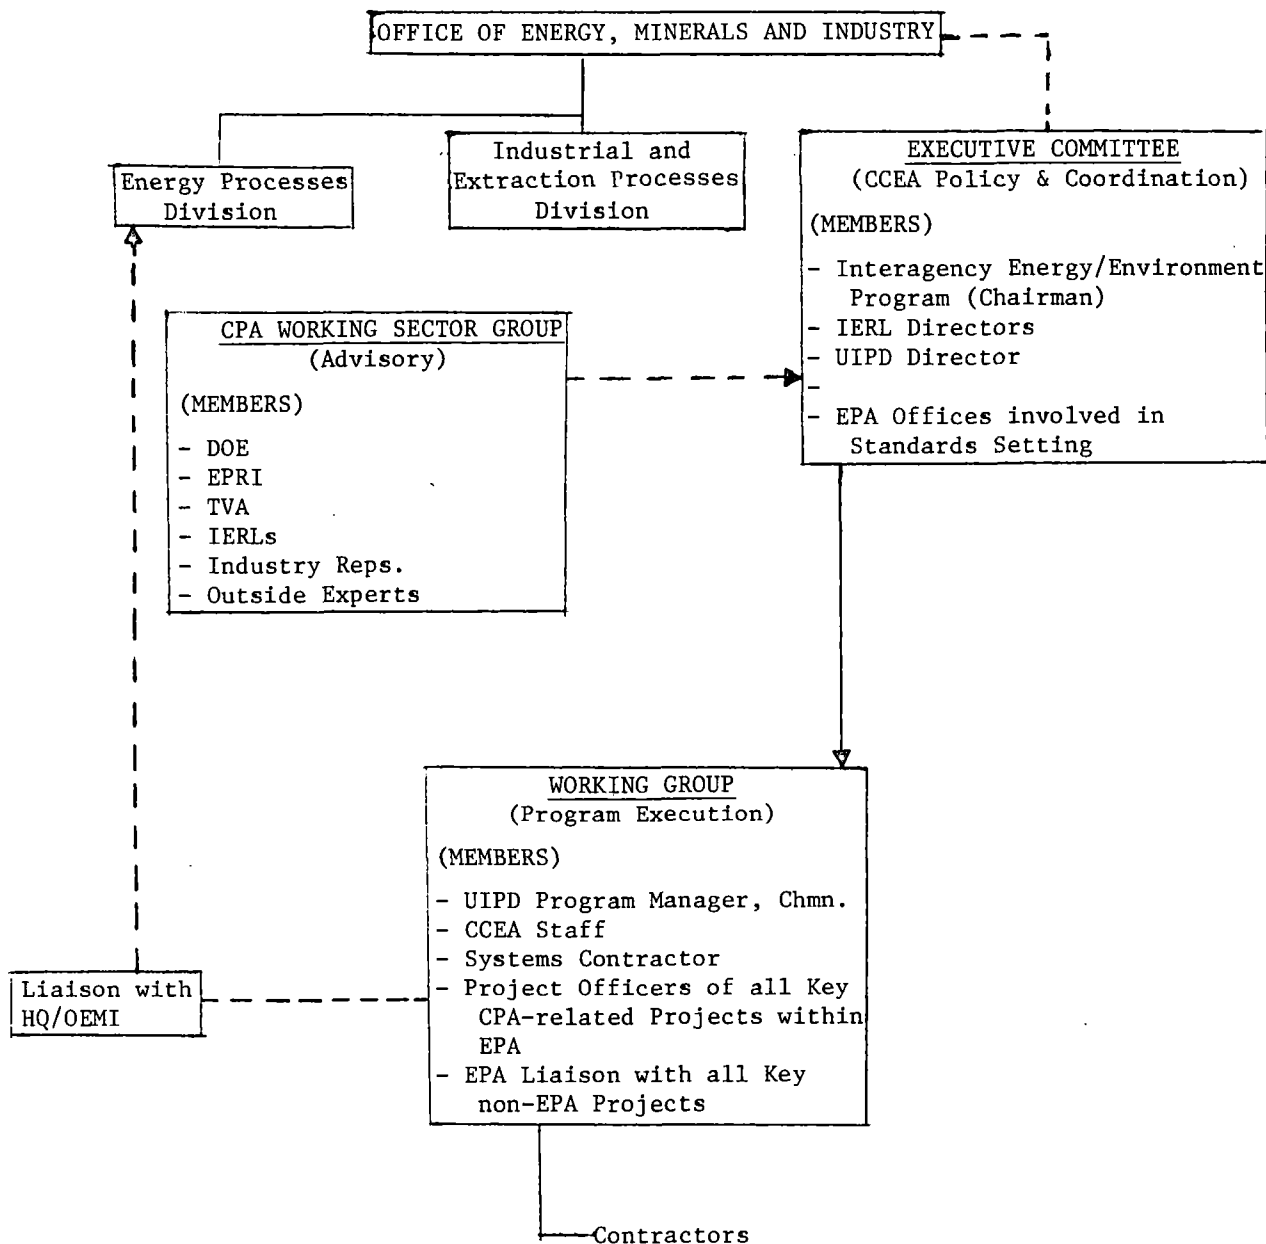 OFFICE OF ENERGY, MINERALS AND INDUSTRY
Energy Processes
Division
Industrial and
Extraction Processes
Division
EXECUTIVE COMMITTEE
(CCEA Policy & Coordination)
(MEMBERS)
- Interagency Energy/Environment
Program (Chairman)
- IERL Directors
- UIPD Director
-
- EPA Offices involved in
Standards Setting
CPA WORKING SECTOR GROUP
(Advisory)
(MEMBERS)
- DOE
- EPRI
- TVA
- IERLs
- Industry Reps.
- Outside Experts
WORKING GROUP
(Program Execution)
(MEMBERS)
- UIPD Program Manager, Chmn.
- CCEA Staff
- Systems Contractor
- Project Officers of all Key
CPA-related Projects within
EPA
- EPA Liaison with all Key
non-EPA Projects
Liaison with
HQ/OEMI
Contractors